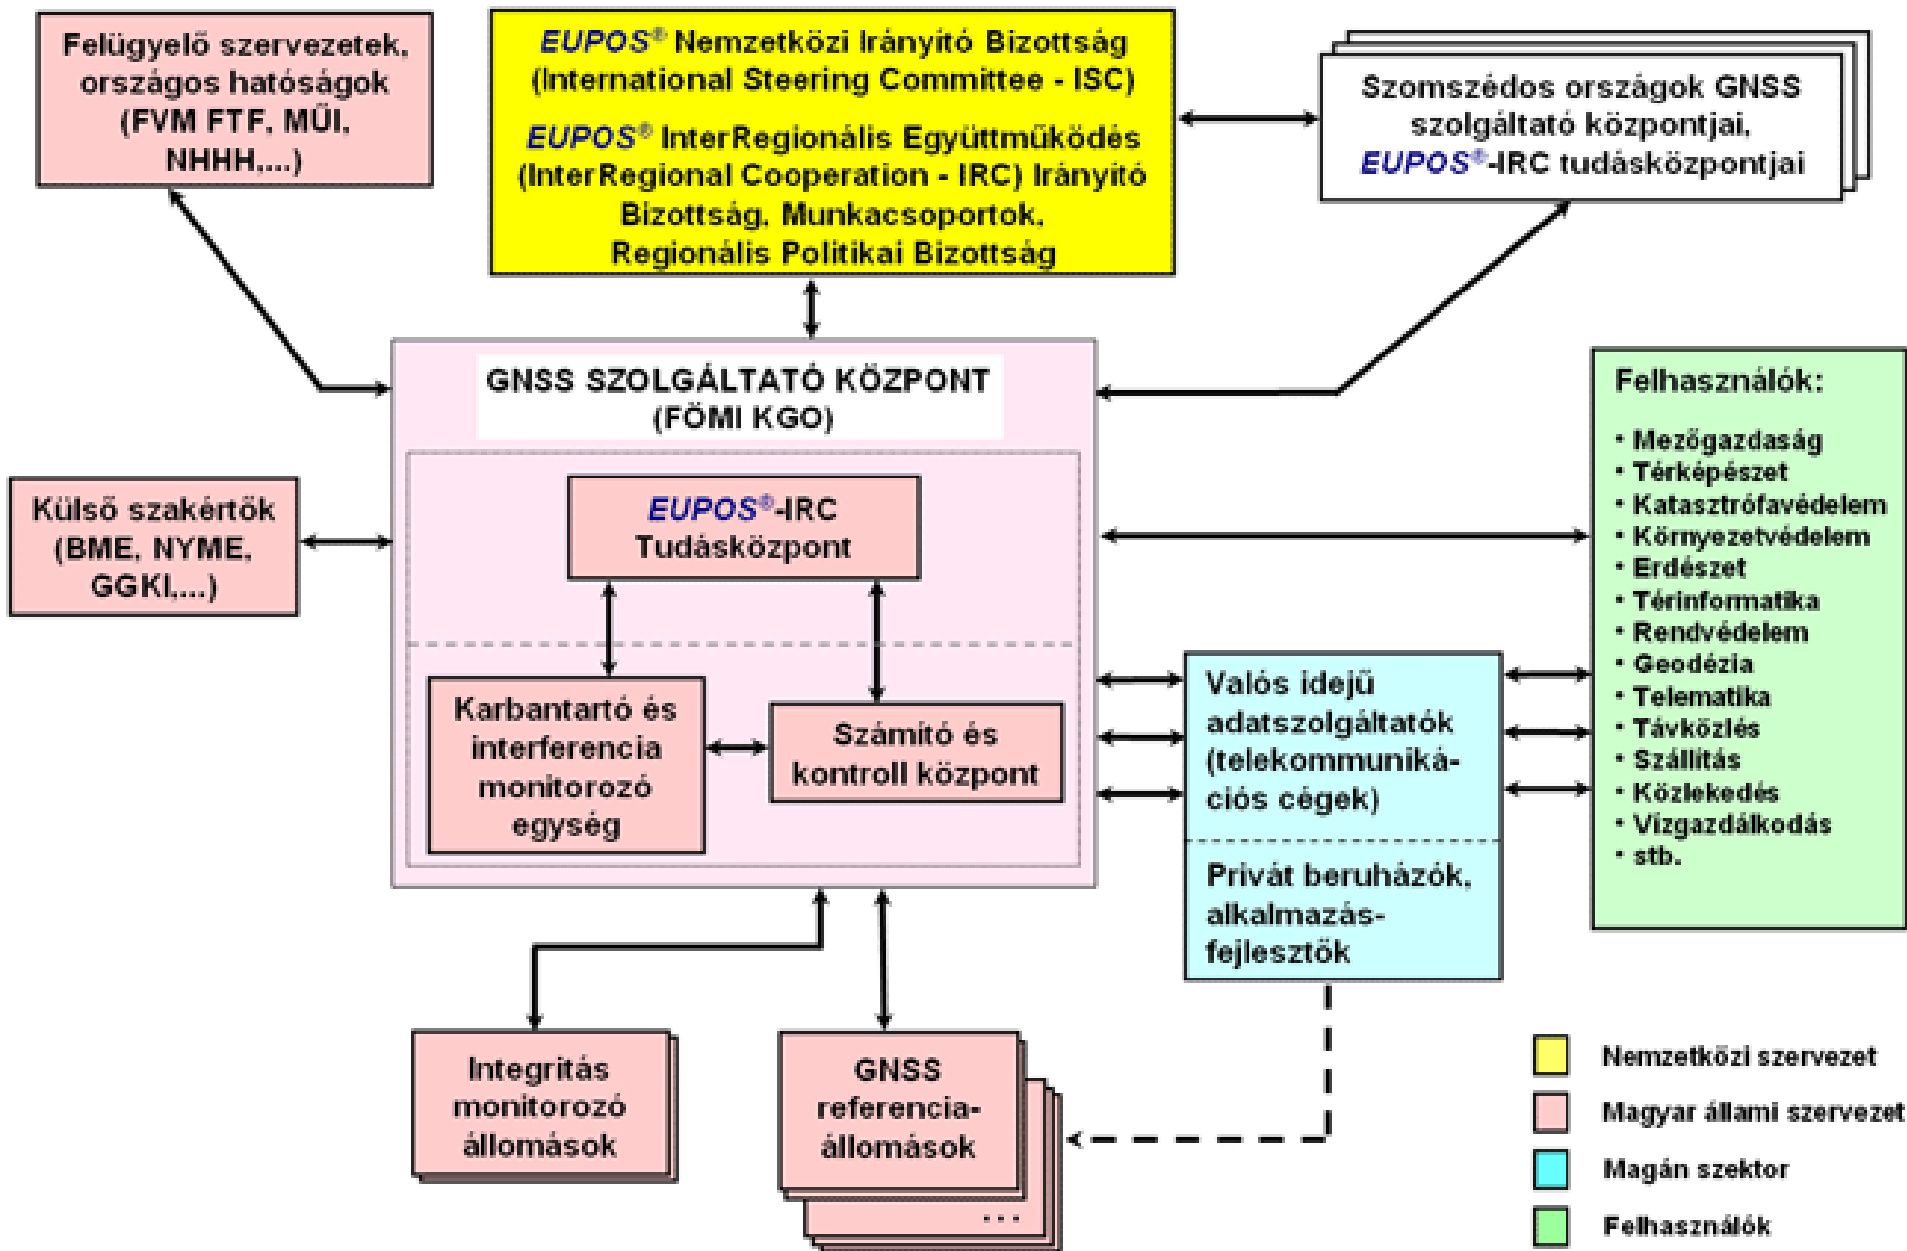 Felügyelő szervezetek,
országos hatóságok
(FVM FTF, MŰI,
NHHH,...)
EUPOS® Nemzetközi Irányító Bizottság
(International Steering Committee - ISC)
EUPOS® InterRegionális Együttműködés
(InterRegional Cooperation - IRC) Irányító
Bizottság, Munkacsoportok,
Regionális Politikai Bizottság
Szomszédos országok GNSS
szolgáltató központjai,
EUPOS®-IRC tudásközpontjai
GNSS SZOLGÁLTATÓ KÖZPONT
(FÖMI KGO)
Külső szakértők
(BME, NYME,
GGKI,...)
EUPOS®-IRC
Tudásközpont
Karbantartó és
interferencia
monitorozó
egység
Számító és
kontroll központ
Valós idejű
adatszolgáltatók
(telekommuniká-
ciós cégek)
Privát beruházók,
alkalmazás-
fejlesztők
Felhasználók:
• Mezőgazdaság
• Térképészet
• Katasztrófavédelem
• Környezetvédelem
• Erdészet
• Térinformatika
• Rendvédelem
• Geodézia
• Telematika
• Távközlés
• Szállítás
• Közlekedés
• Vízgazdálkodás
• stb.
Integritás
monitorozó
állomások
GNSS
referencia-
állomások
...
Nemzetközi szervezet
Magyar állami szervezet
Magán szektor
Felhasználók